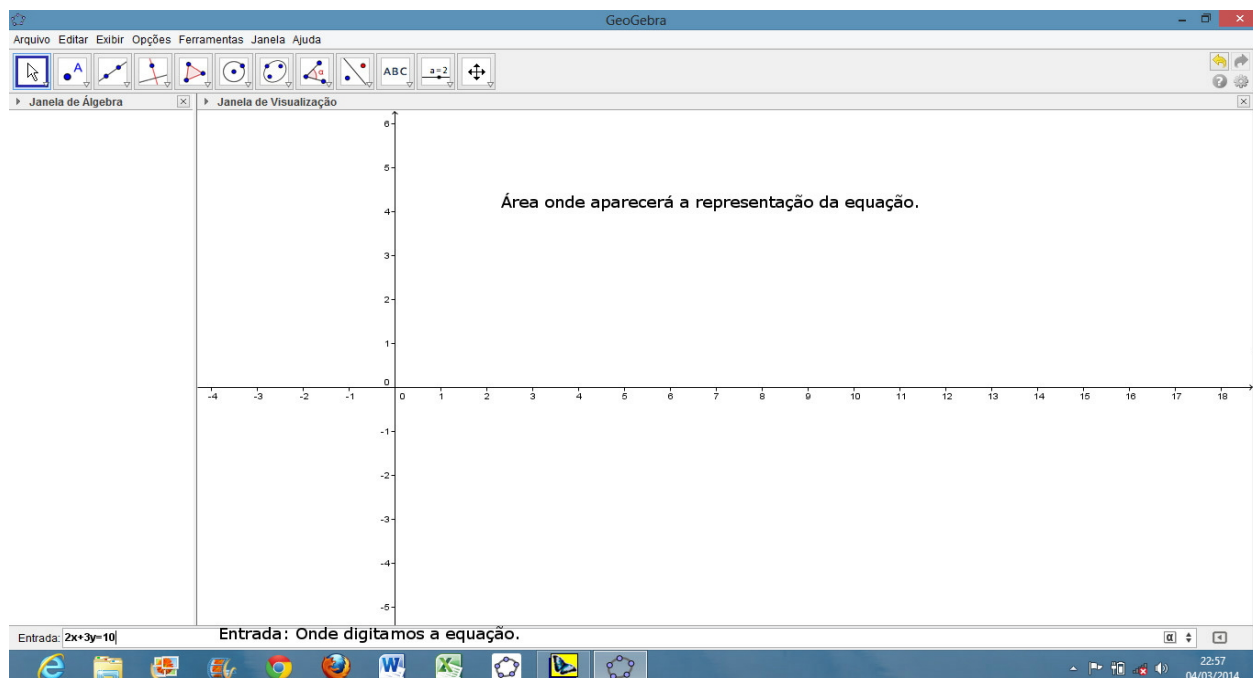 GeoGebra
Arquivo Editar Exibir Opções Ferramentas Janela Ajuda
A
α
ABC
a=2
Janela de Álgebra
Janela de Visualização
6
5
Área onde aparecerá a representação da equação.
4
3
2
1
0
-4 -3 -2 -1 0 1 2 3 4 5 6 7 8 9 10 11 12 13 14 15 16 17 18
-1
-2
-3
-4
-5
Entrada: 2x+3y=10
Entrada: Onde digitamos a equação.
α
22:57
04/03/2014